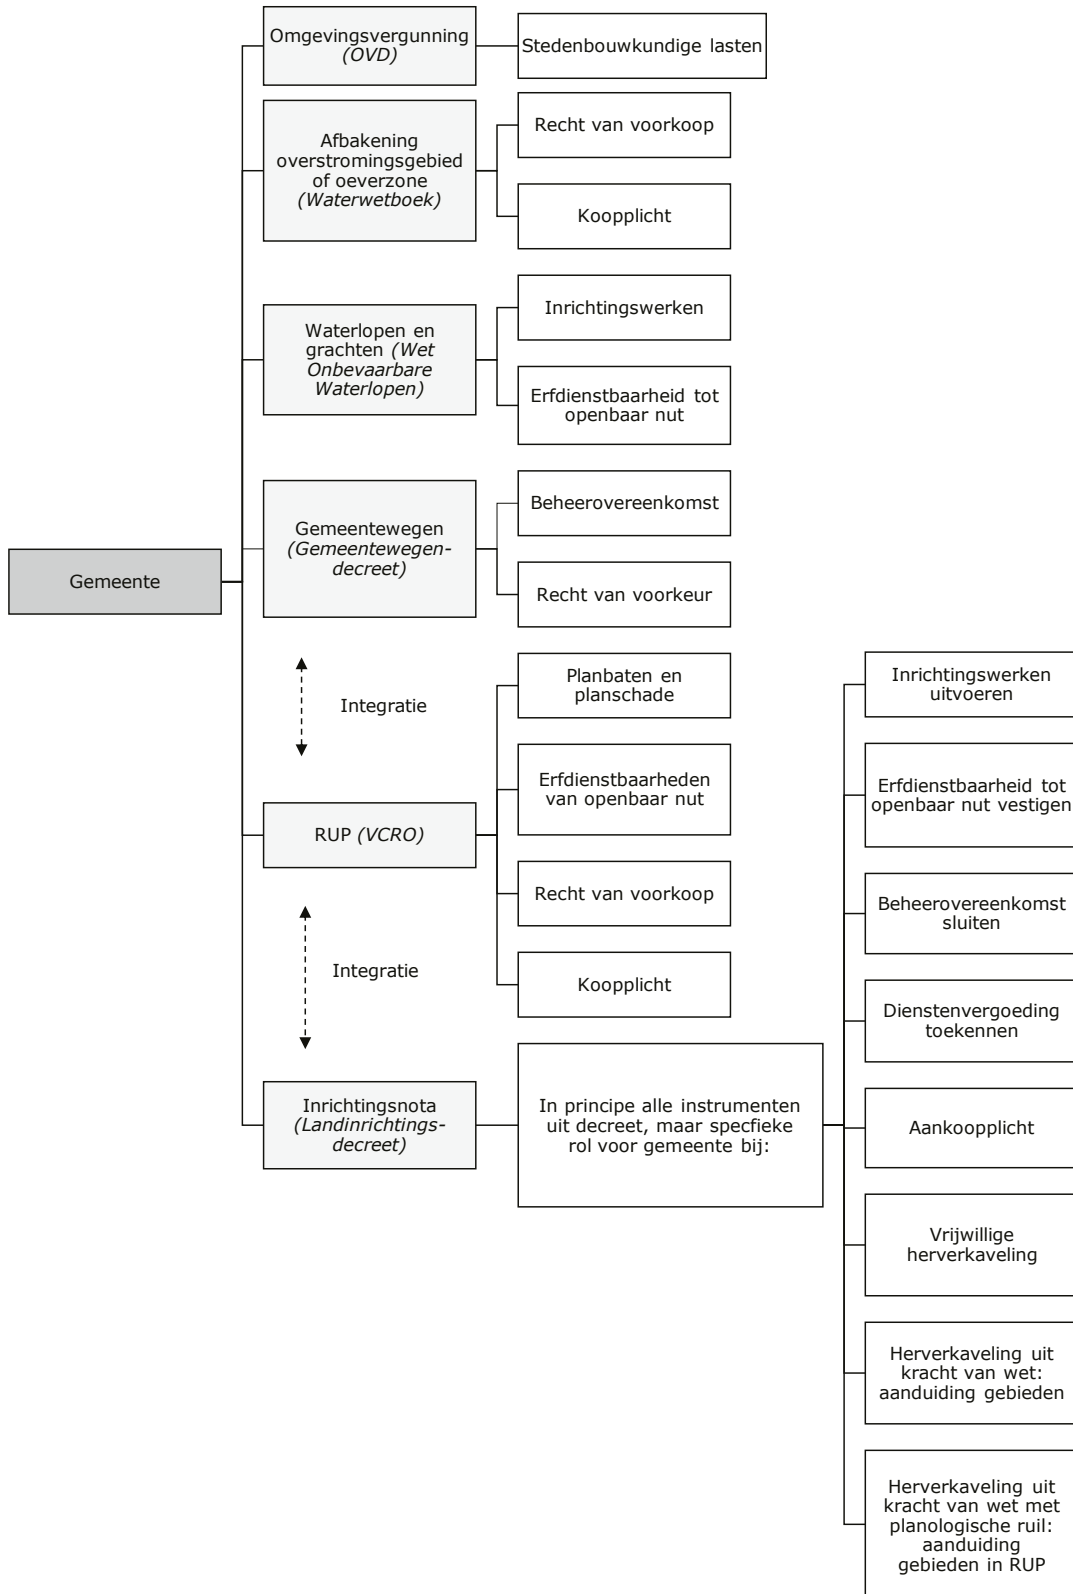 Gemeente
Omgevingsvergunning
(OVD)
Stedenbouwkundige lasten
Afbakening
overstromingsgebied
of oeverzone
(Waterwetboek)
Recht van voorkoop
Koopplicht
Waterlopen en
grachten (Wet
Onbevaarbare
Waterlopen)
Inrichtingswerken
Erfdienstbaarheid tot
openbaar nut
Gemeentewegen
(Gemeentewegen-
decreet)
Beheerovereenkomst
Recht van voorkeur
Integratie
RUP (VCRO)
Planbaten en
planschade
Erfdienstbaarheden
van openbaar nut
Recht van voorkoop
Koopplicht
Integratie
Inrichtingsnota
(Landinrichtings-
decreet)
In principe alle instrumenten
uit decreet, maar specfieke
rol voor gemeente bij:
Inrichtingswerken
uitvoeren
Erfdienstbaarheid tot
openbaar nut vestigen
Beheerovereenkomst
sluiten
Dienstenvergoeding
toekennen
Aankoopplicht
Vrijwillige
herverkaveling
Herverkaveling uit
kracht van wet:
aanduiding gebieden
Herverkaveling uit
kracht van wet met
planologische ruil:
aanduiding
gebieden in RUP